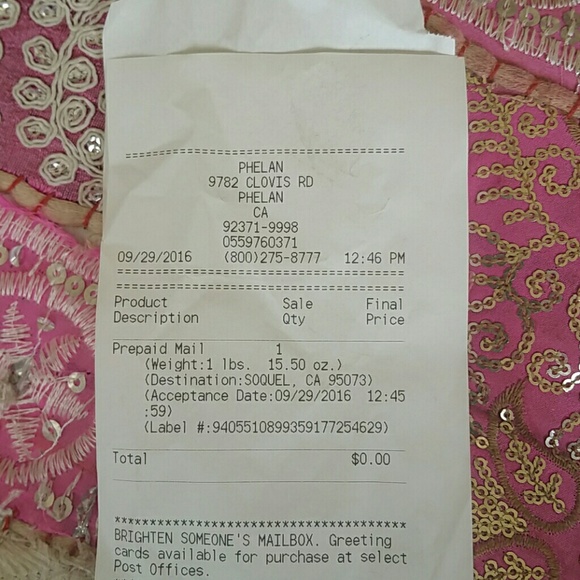 ================================
PHELAN
9782 CLOVIS RD
PHELAN
CA
92371-9998
0559760371
09/29/2016 (800)275-8777 12:46 PM
================================
================================
Product Sale Final
Description Qty Price
Prepaid Mail 1
(Weight:1 lbs. 15.50 oz.)
(Destination:SOQUEL, CA 95073)
(Acceptance Date:09/29/2016 12:45
:59)
(Label #:9405510899359177254629)
Total $0.00
****************************************
BRIGHTEN SOMEONE'S MAILBOX. Greeting
cards available for purchase at select
Post Offices.